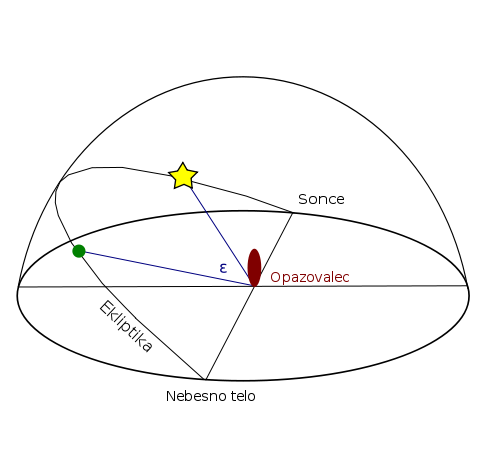 Sonce
ε
Opazovalec
Ekliptika
Nebesno telo